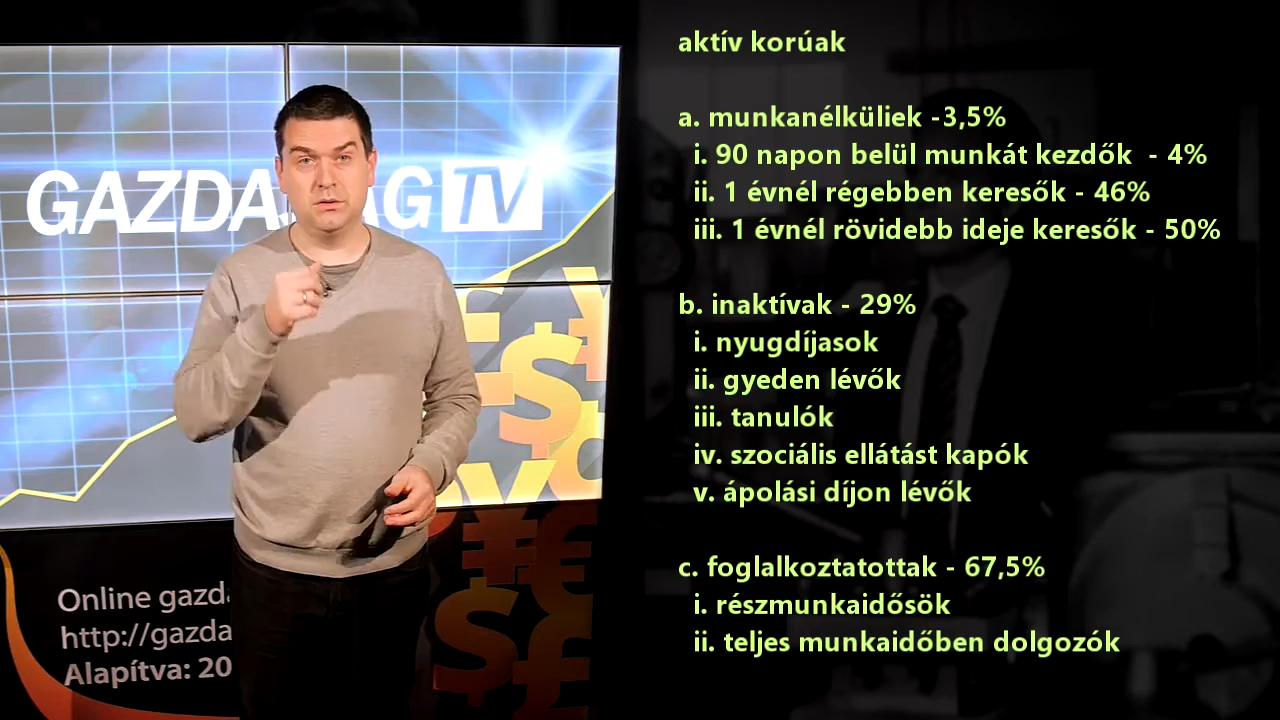 GAZDA GTV
Online gazd
http://gazda
Alapítva: 20
aktív korúak
a. munkanélküliek -3,5%
i. 90 napon belül munkát kezdők - 4%
ii. 1 évnél régebben keresők - 46%
iii. 1 évnél rövidebb ideje keresők - 50%
b. inaktívak - 29%
i. nyugdíjasok
ii. gyeden lévők
iii. tanulók
iv. szociális ellátást kapók
v. ápolási díjon lévők
c. foglalkoztatottak - 67,5%
i. részmunkaidősök
ii. teljes munkaidőben dolgozók